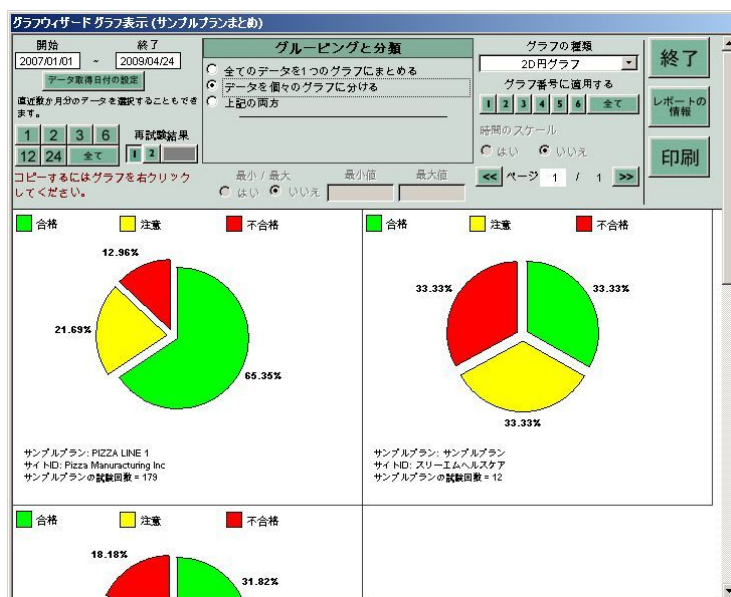 グラフウィザード グラフ表示 (サンプルプランまとめ)
開始 終了
2007/01/01 ~ 2009/04/24
データ取得日付の設定
直近数か月分のデータを選択することもでき
ます。
1 2 3 6
12 24 全て
再試験結果
1 2
コピーするにはグラフを右クリック
してください。
グルーピングと分類
全てのデータを1つのグラフにまとめる
データを個々のグラフに分ける
上記の両方
最小 / 最大 最小値 最大値
はい いいえ
グラフの種類
2D円グラフ
グラフ番号に適用する
1 2 3 4 5 6 全て
時間のスケール
はい いいえ
<< ページ 1 / 1 >>
終了
レポートの
情報
印刷
合格 注意 不合格
12.96%
21.69%
65.35%
サンプルプラン: PIZZA LINE 1
サイトID: Pizza Manuracturing Inc
サンプルプランの試験回数 = 179
合格 注意 不合格
33.33% 33.33%
33.33%
サンプルプラン: サンプルプラン
サイトID: スリーエムヘルスケア
サンプルプランの試験回数 = 12
合格 注意 不合格
18.18%
31.82%